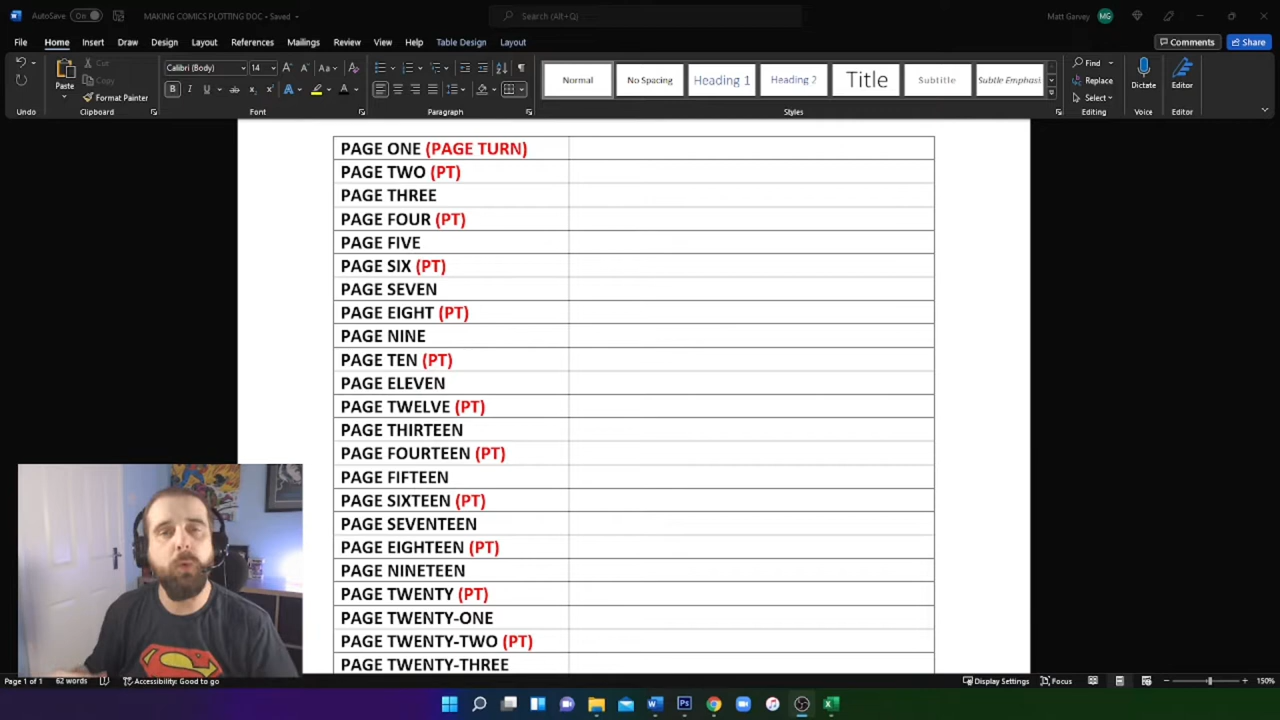 AutoSave On MAKING COMICS PLOTTING DOC • Saved Search (Alt+Q) Matt Garvey MG
File Home Insert Draw Design Layout References Mailings Review View Help Table Design Layout Comments Share
Undo
Paste
Cut
Copy
Format Painter
Clipboard
Calibri (Body) 14
Font
Paragraph
Normal No Spacing Heading 1 Heading 2 Title Subtitle Subtle Emphasis
Styles
Find
Replace
Select
Editing
Dictate
Voice
Editor
Editor
PAGE ONE (PAGE TURN)
PAGE TWO (PT)
PAGE THREE
PAGE FOUR (PT)
PAGE FIVE
PAGE SIX (PT)
PAGE SEVEN
PAGE EIGHT (PT)
PAGE NINE
PAGE TEN (PT)
PAGE ELEVEN
PAGE TWELVE (PT)
PAGE THIRTEEN
PAGE FOURTEEN (PT)
PAGE FIFTEEN
PAGE SIXTEEN (PT)
PAGE SEVENTEEN
PAGE EIGHTEEN (PT)
PAGE NINETEEN
PAGE TWENTY (PT)
PAGE TWENTY-ONE
PAGE TWENTY-TWO (PT)
PAGE TWENTY-THREE
Page 1 of 1 62 words Accessibility: Good to go Display Settings Focus 150%